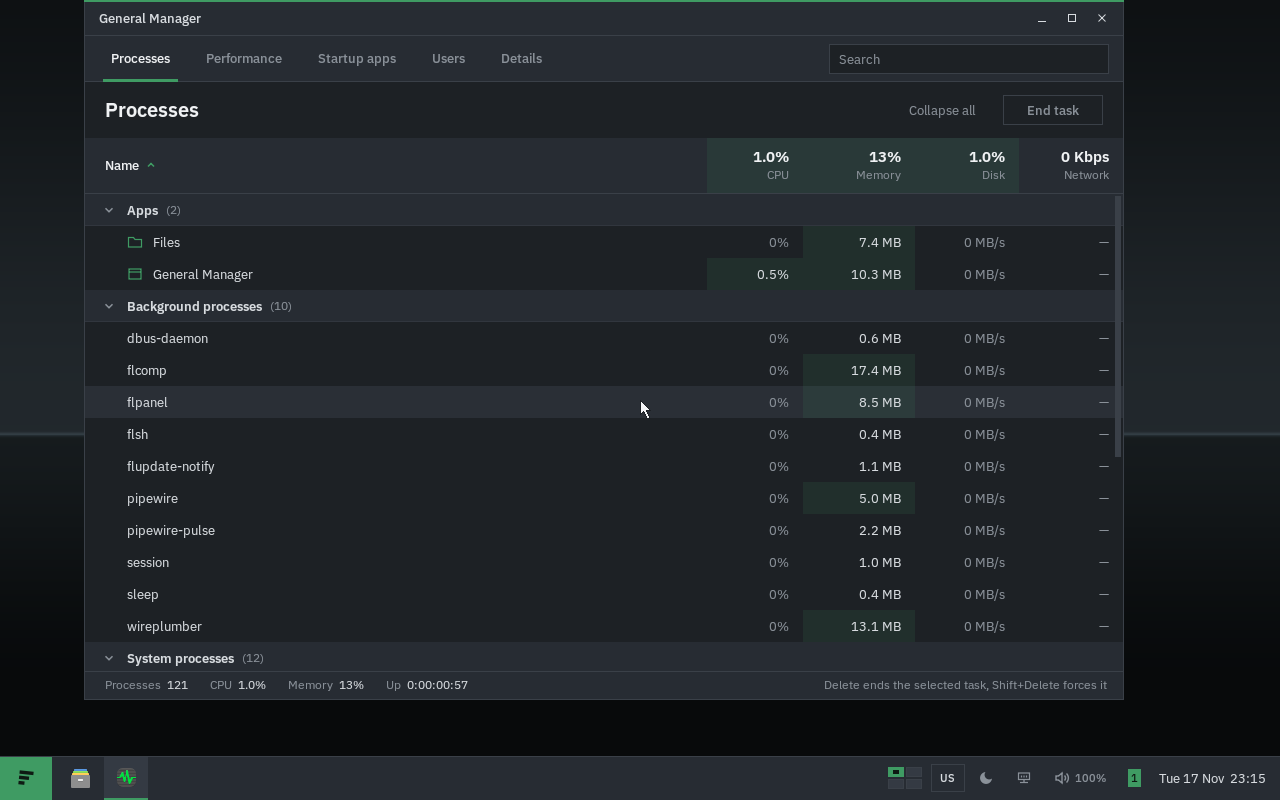 General Manager
Processes Performance Startup apps Users Details Search
Processes Collapse all End task
Name 1.0% CPU 13% Memory 1.0% Disk 0 Kbps Network
Apps (2)
Files 0% 7.4 MB 0 MB/s —
General Manager 0.5% 10.3 MB 0 MB/s —
Background processes (10)
dbus-daemon 0% 0.6 MB 0 MB/s —
flcomp 0% 17.4 MB 0 MB/s —
flpanel 0% 8.5 MB 0 MB/s —
flsh 0% 0.4 MB 0 MB/s —
flupdate-notify 0% 1.1 MB 0 MB/s —
pipewire 0% 5.0 MB 0 MB/s —
pipewire-pulse 0% 2.2 MB 0 MB/s —
session 0% 1.0 MB 0 MB/s —
sleep 0% 0.4 MB 0 MB/s —
wireplumber 0% 13.1 MB 0 MB/s —
System processes (12)
Processes 121 CPU 1.0% Memory 13% Up 0:00:00:57 Delete ends the selected task, Shift+Delete forces it
US 100% 1 Tue 17 Nov 23:15